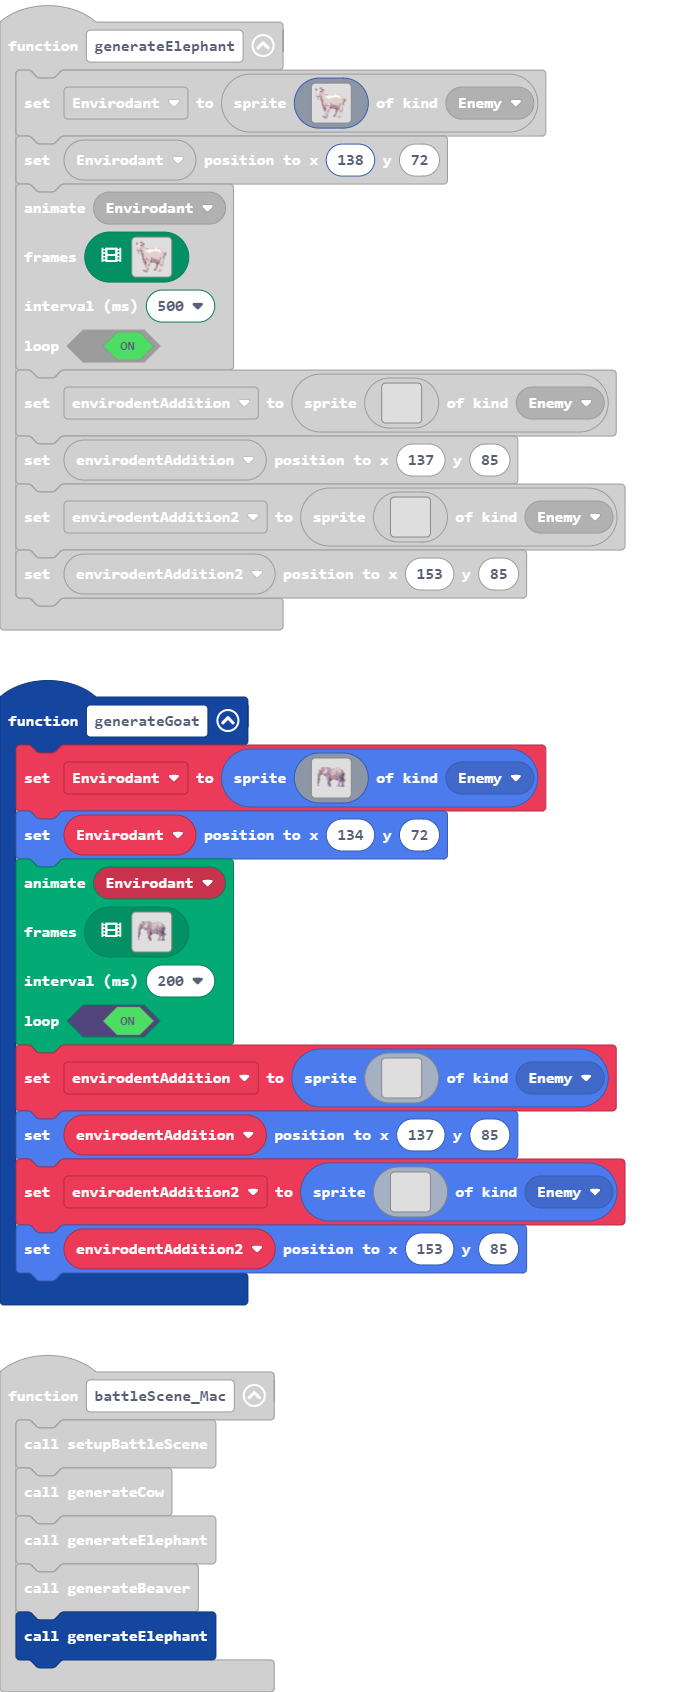 function generateElephant
set Envirodant to sprite of kind Enemy
set Envirodant position to x 138 y 72
animate Envirodant
frames
interval (ms) 500
loop ON
set envirodentAddition to sprite of kind Enemy
set envirodentAddition position to x 137 y 85
set envirodentAddition2 to sprite of kind Enemy
set envirodentAddition2 position to x 153 y 85
function generateGoat
set Envirodant to sprite of kind Enemy
set Envirodant position to x 134 y 72
animate Envirodant
frames
interval (ms) 200
loop ON
set envirodentAddition to sprite of kind Enemy
set envirodentAddition position to x 137 y 85
set envirodentAddition2 to sprite of kind Enemy
set envirodentAddition2 position to x 153 y 85
function battleScene_Mac
call setupBattleScene
call generateCow
call generateElephant
call generateBeaver
call generateElephant